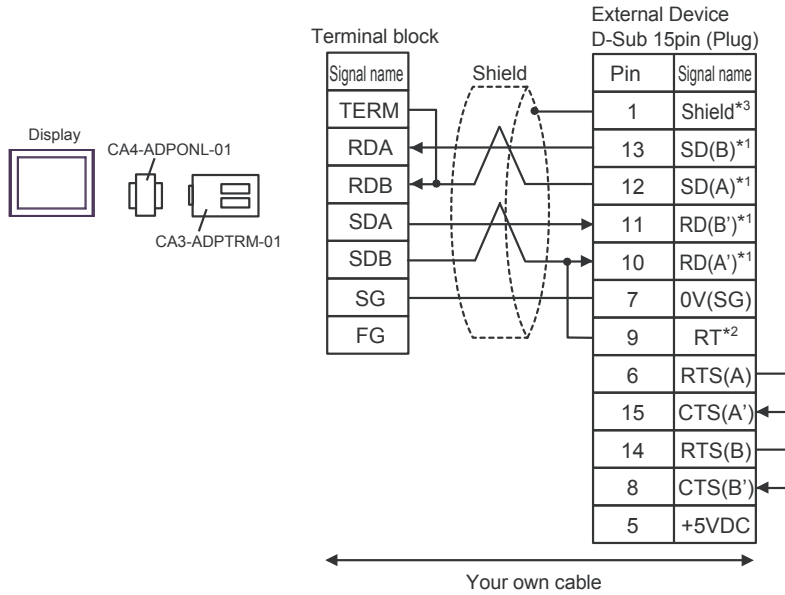 External Device
Terminal block
D-Sub 15pin (Plug)
Signal name
Shield
Pin
Signal name
TERM
1
Shield*3
Display
CA4-ADPONL-01
RDA
13
SD(B)*1
RDB
12
SD(A)*1
SDA
11
RD(B')*1
CA3-ADPTRM-01
SDB
10
RD(A')*1
SG
7
0V(SG)
FG
9
RT*2
6
RTS(A)
15
CTS(A')
14
RTS(B)
8
CTS(B')
5
+5VDC
Your own cable